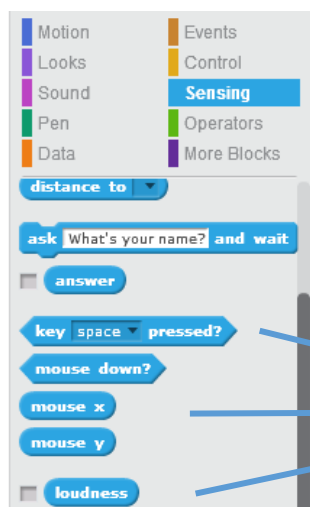 Motion Events
Looks Control
Sound Sensing
Pen Operators
Data More Blocks
distance to
ask What's your name? and wait
answer
key space pressed?
mouse down?
mouse x
mouse y
loudness